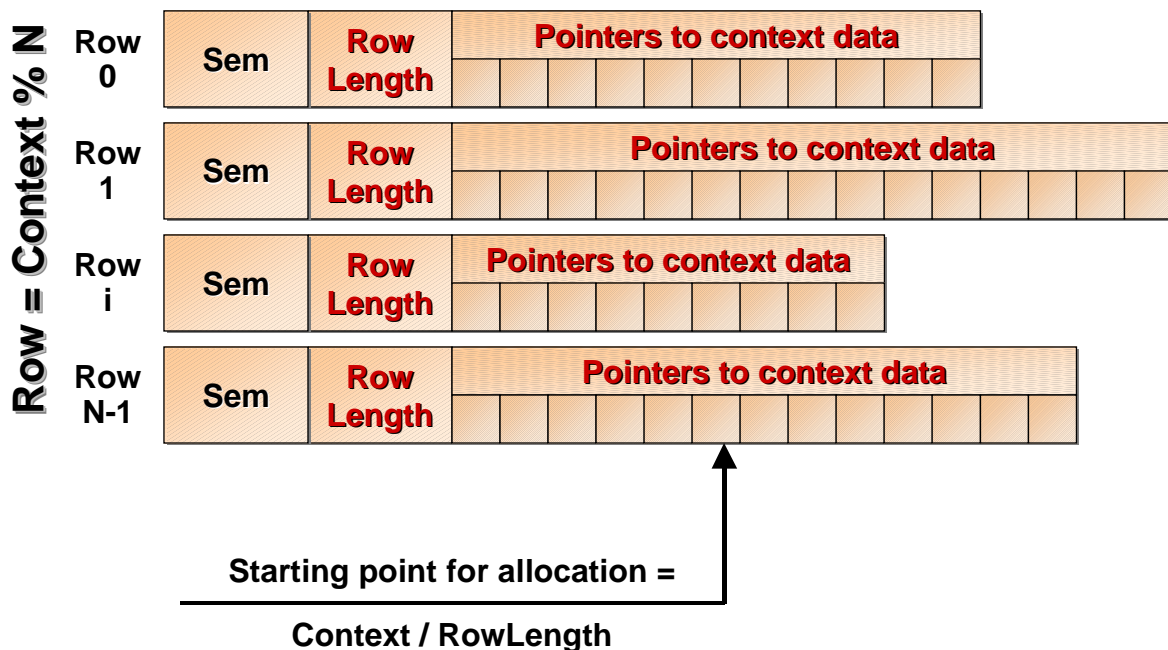 Row = Context % N
Row
0
Sem
Row
Length
Pointers to context data
Row
1
Sem
Row
Length
Pointers to context data
Row
i
Sem
Row
Length
Pointers to context data
Row
N-1
Sem
Row
Length
Pointers to context data
Starting point for allocation =
Context / RowLength